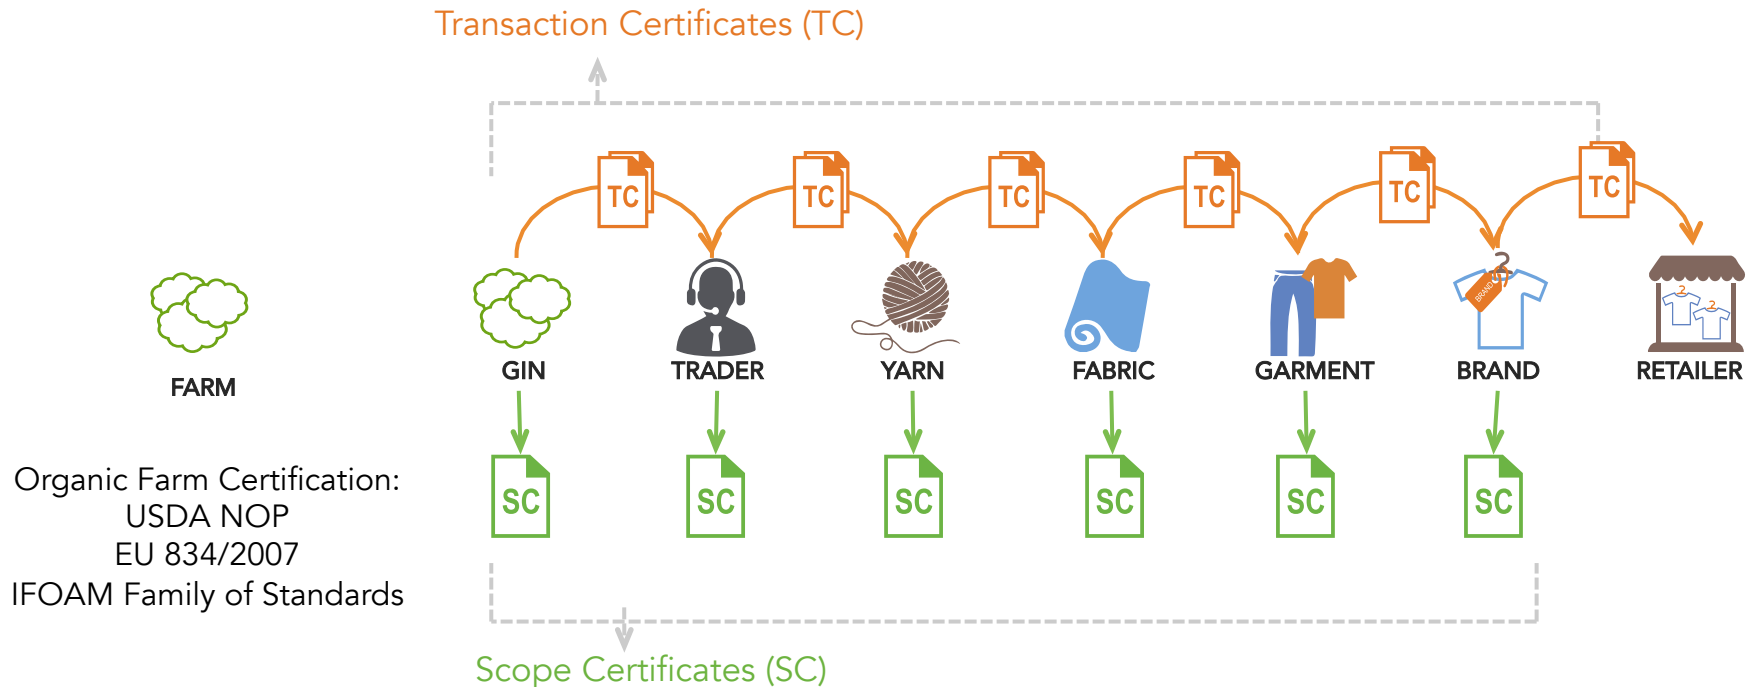 Transaction Certificates (TC)
TC
TC
TC
TC
TC
TC
BRAND
FARM
GIN
TRADER
YARN
FABRIC
GARMENT
BRAND
RETAILER
Organic Farm Certification:
USDA NOP
EU 834/2007
IFOAM Family of Standards
SC
SC
SC
SC
SC
SC
Scope Certificates (SC)